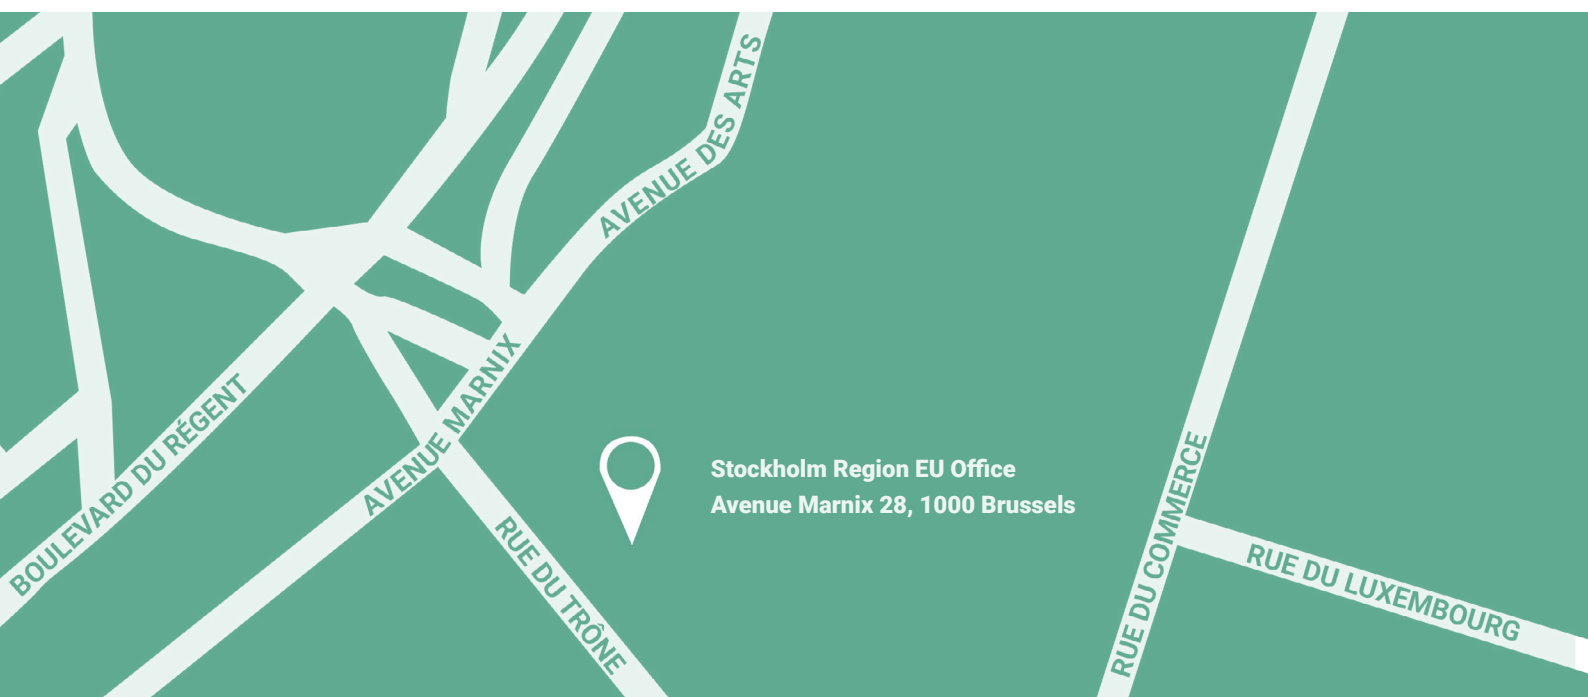 AVENUE DES ARTS
AVENUE MARNIX
BOULEVARD DU RÉGENT
Stockholm Region EU Office
Avenue Marnix 28, 1000 Brussels
RUE DU TRÔNE
RUE DU COMMERCE
RUE DU LUXEMBOURG